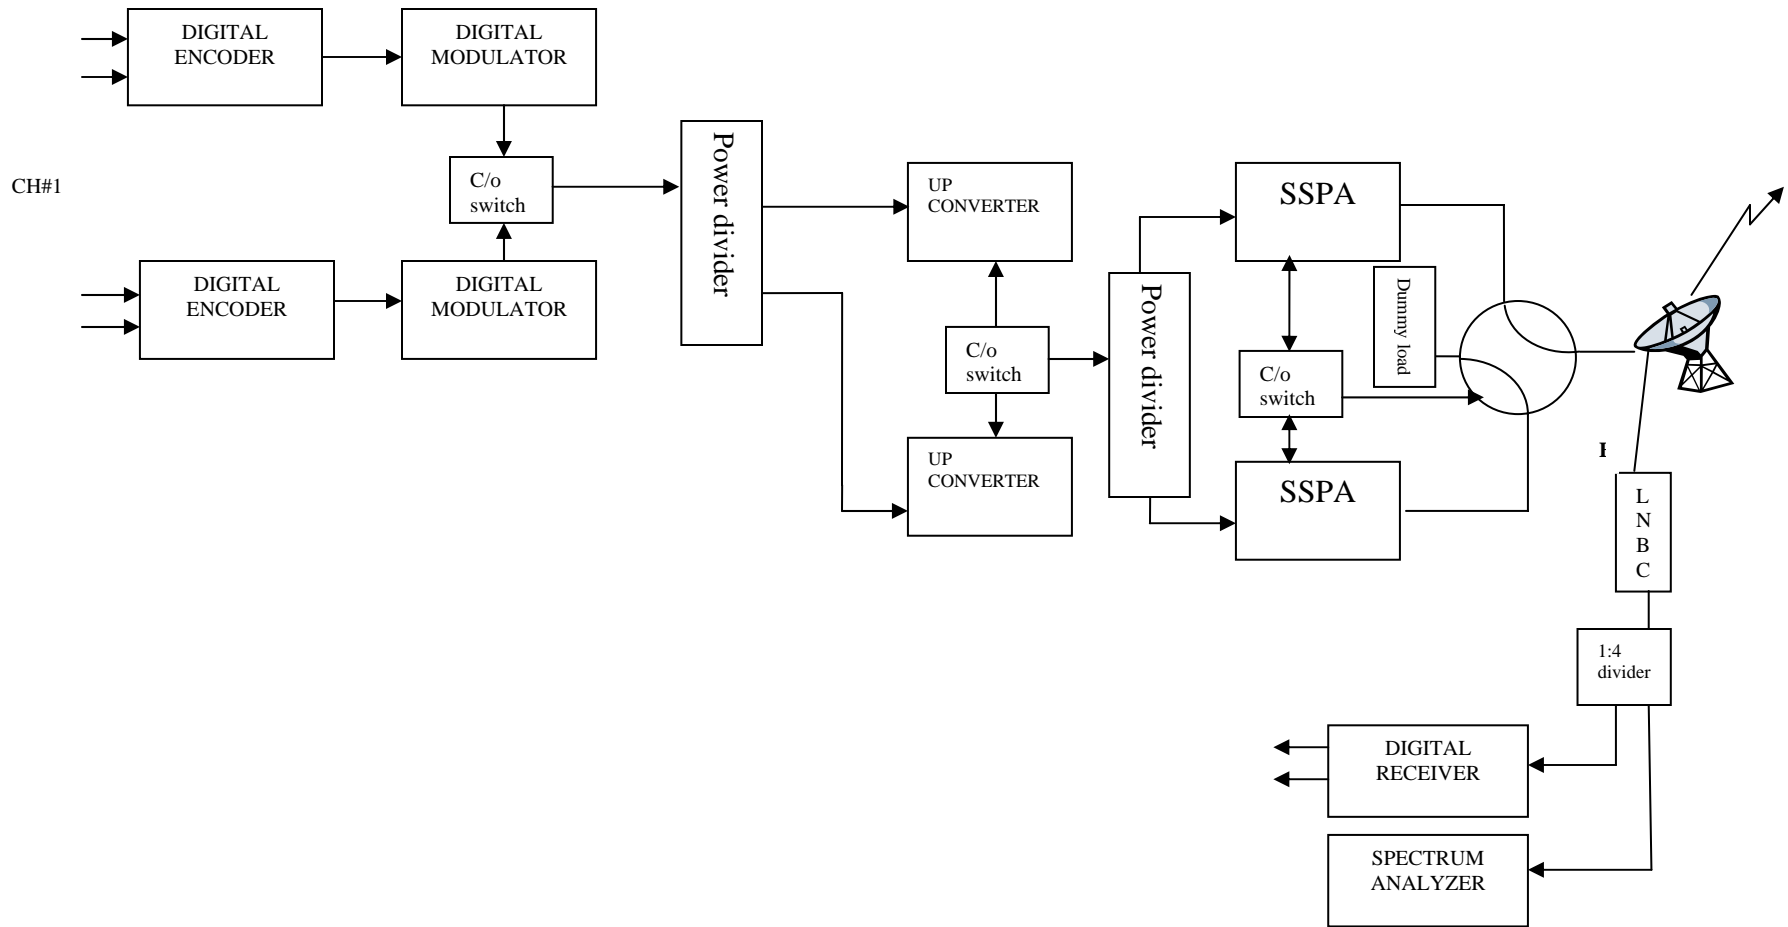 DIGITAL
ENCODER
DIGITAL
MODULATOR
CH#1
C/o
switch
DIGITAL
ENCODER
DIGITAL
MODULATOR
Power divider
UP
CONVERTER
C/o
switch
UP
CONVERTER
Power divider
SSPA
Dummy load
C/o
switch
SSPA
L
N
B
C
1:4
divider
DIGITAL
RECEIVER
SPECTRUM
ANALYZER